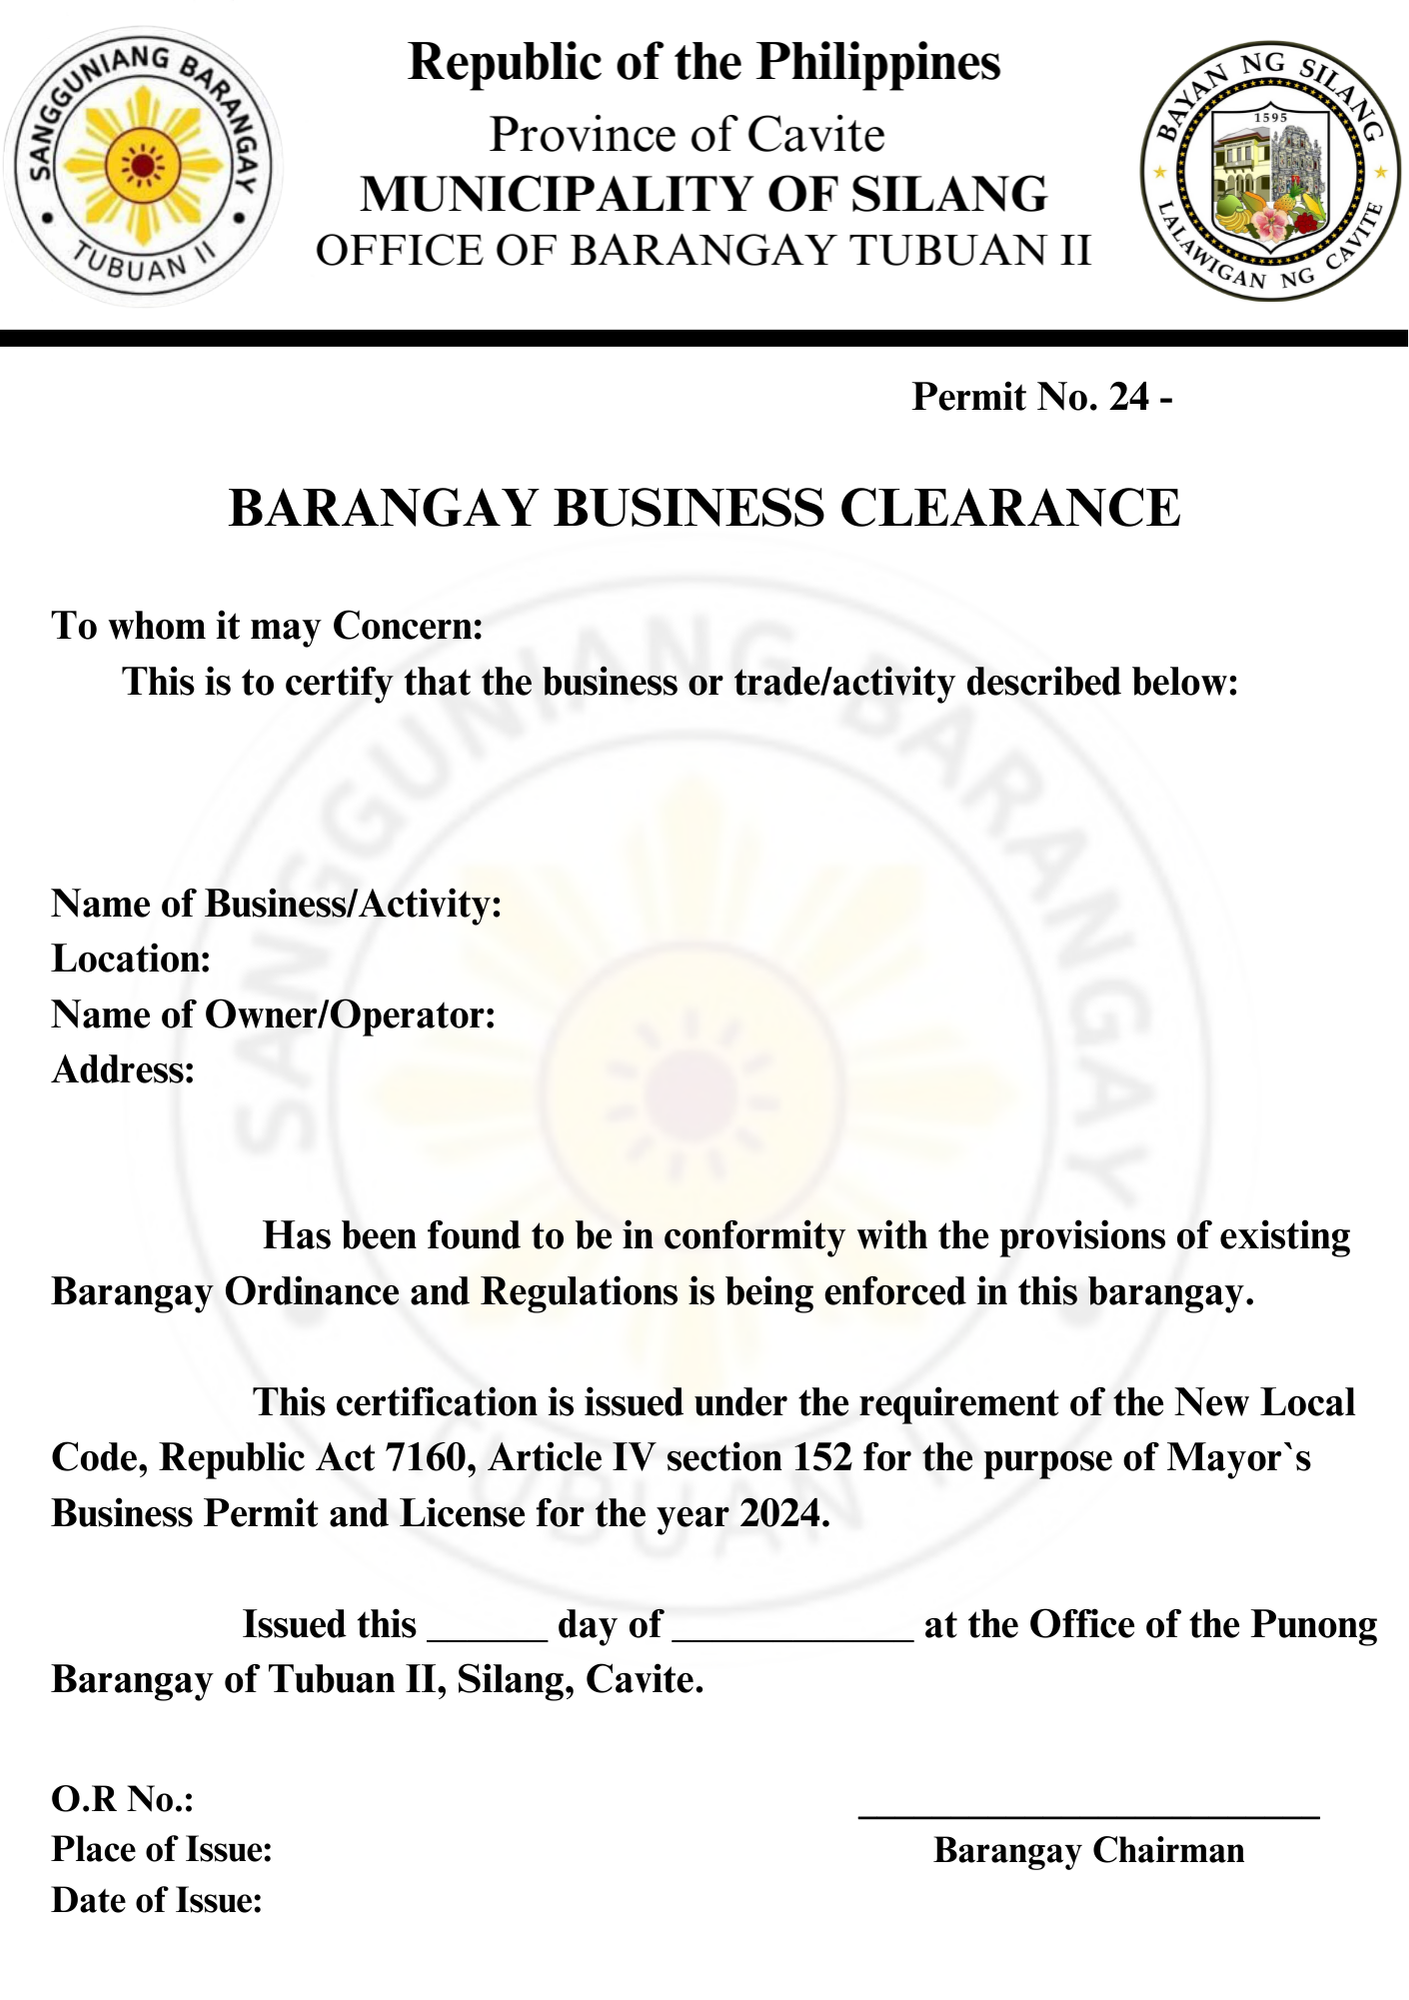 SANGGUNIANG BARANGAY
TUBUAN II
Republic of the Philippines
Province of Cavite
MUNICIPALITY OF SILANG
OFFICE OF BARANGAY TUBUAN II
BAYAN NG SILANG
1595
LALAWIGAN NG CAVITE
Permit No. 24 -
BARANGAY BUSINESS CLEARANCE
To whom it may Concern:
This is to certify that the business or trade/activity described below:
SANGGUNIANG BARANGAY
Name of Business/Activity:
Location:
Name of Owner/Operator:
Address:
Has been found to be in conformity with the provisions of existing
Barangay Ordinance and Regulations is being enforced in this barangay.
This certification is issued under the requirement of the New Local
Code, Republic Act 7160, Article IV section 152 for the purpose of Mayor`s
Business Permit and License for the year 2024.
TUBUAN II
Issued this ______ day of ____________ at the Office of the Punong
Barangay of Tubuan II, Silang, Cavite.
O.R No.:
Place of Issue:
Date of Issue:
_________________________
Barangay Chairman